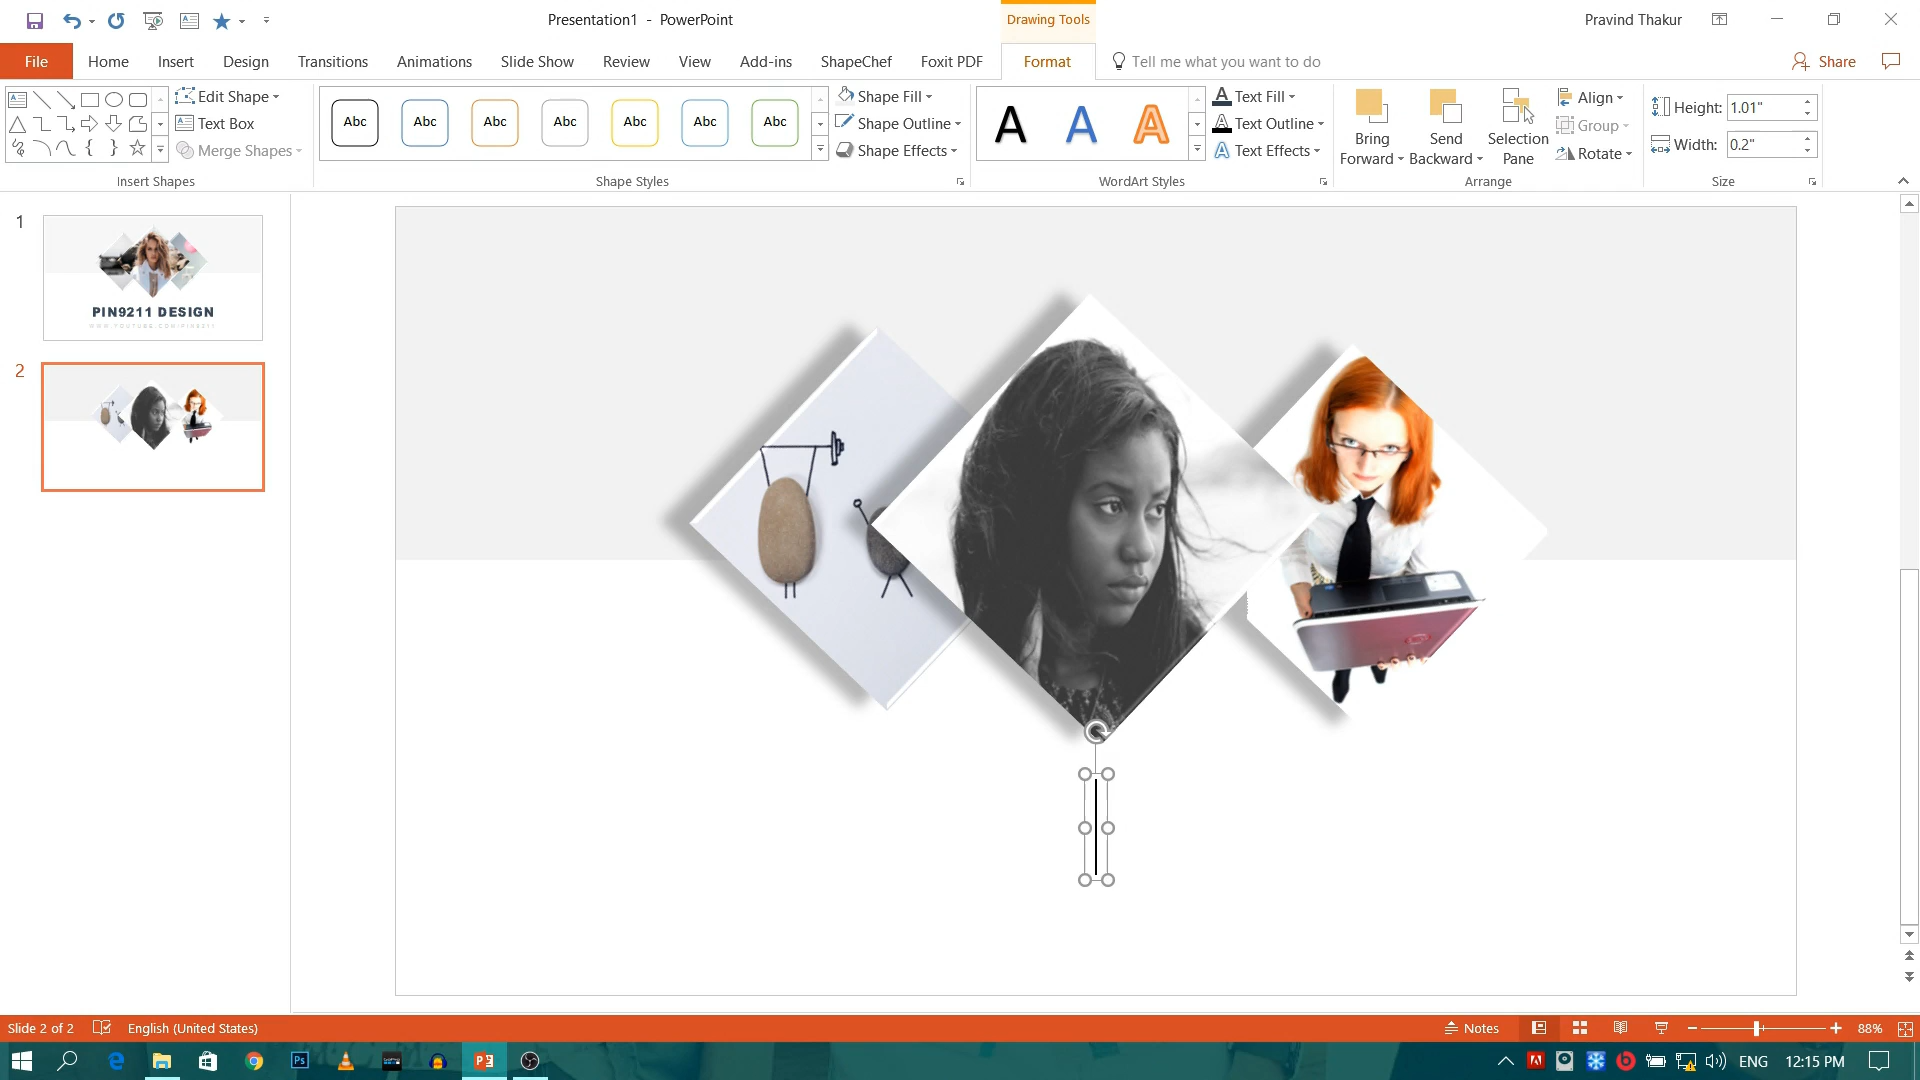 Presentation1 - PowerPoint
Drawing Tools
Pravind Thakur
File
Home
Insert
Design
Transitions
Animations
Slide Show
Review
View
Add-ins
ShapeChef
Foxit PDF
Format
Tell me what you want to do
Share
Edit Shape
Text Box
Merge Shapes
Insert Shapes
Abc Abc Abc Abc Abc Abc Abc
Shape Fill
Shape Outline
Shape Effects
Shape Styles
A A A
Text Fill
Text Outline
Text Effects
WordArt Styles
Bring Forward
Send Backward
Selection Pane
Align
Group
Rotate
Arrange
Height: 1.01"
Width: 0.2"
Size
1
PIN9211 DESIGN
WWW.YOUTUBE.COM/PIN9211
2
Slide 2 of 2
English (United States)
Notes
88%
Ps
ENG
12:15 PM